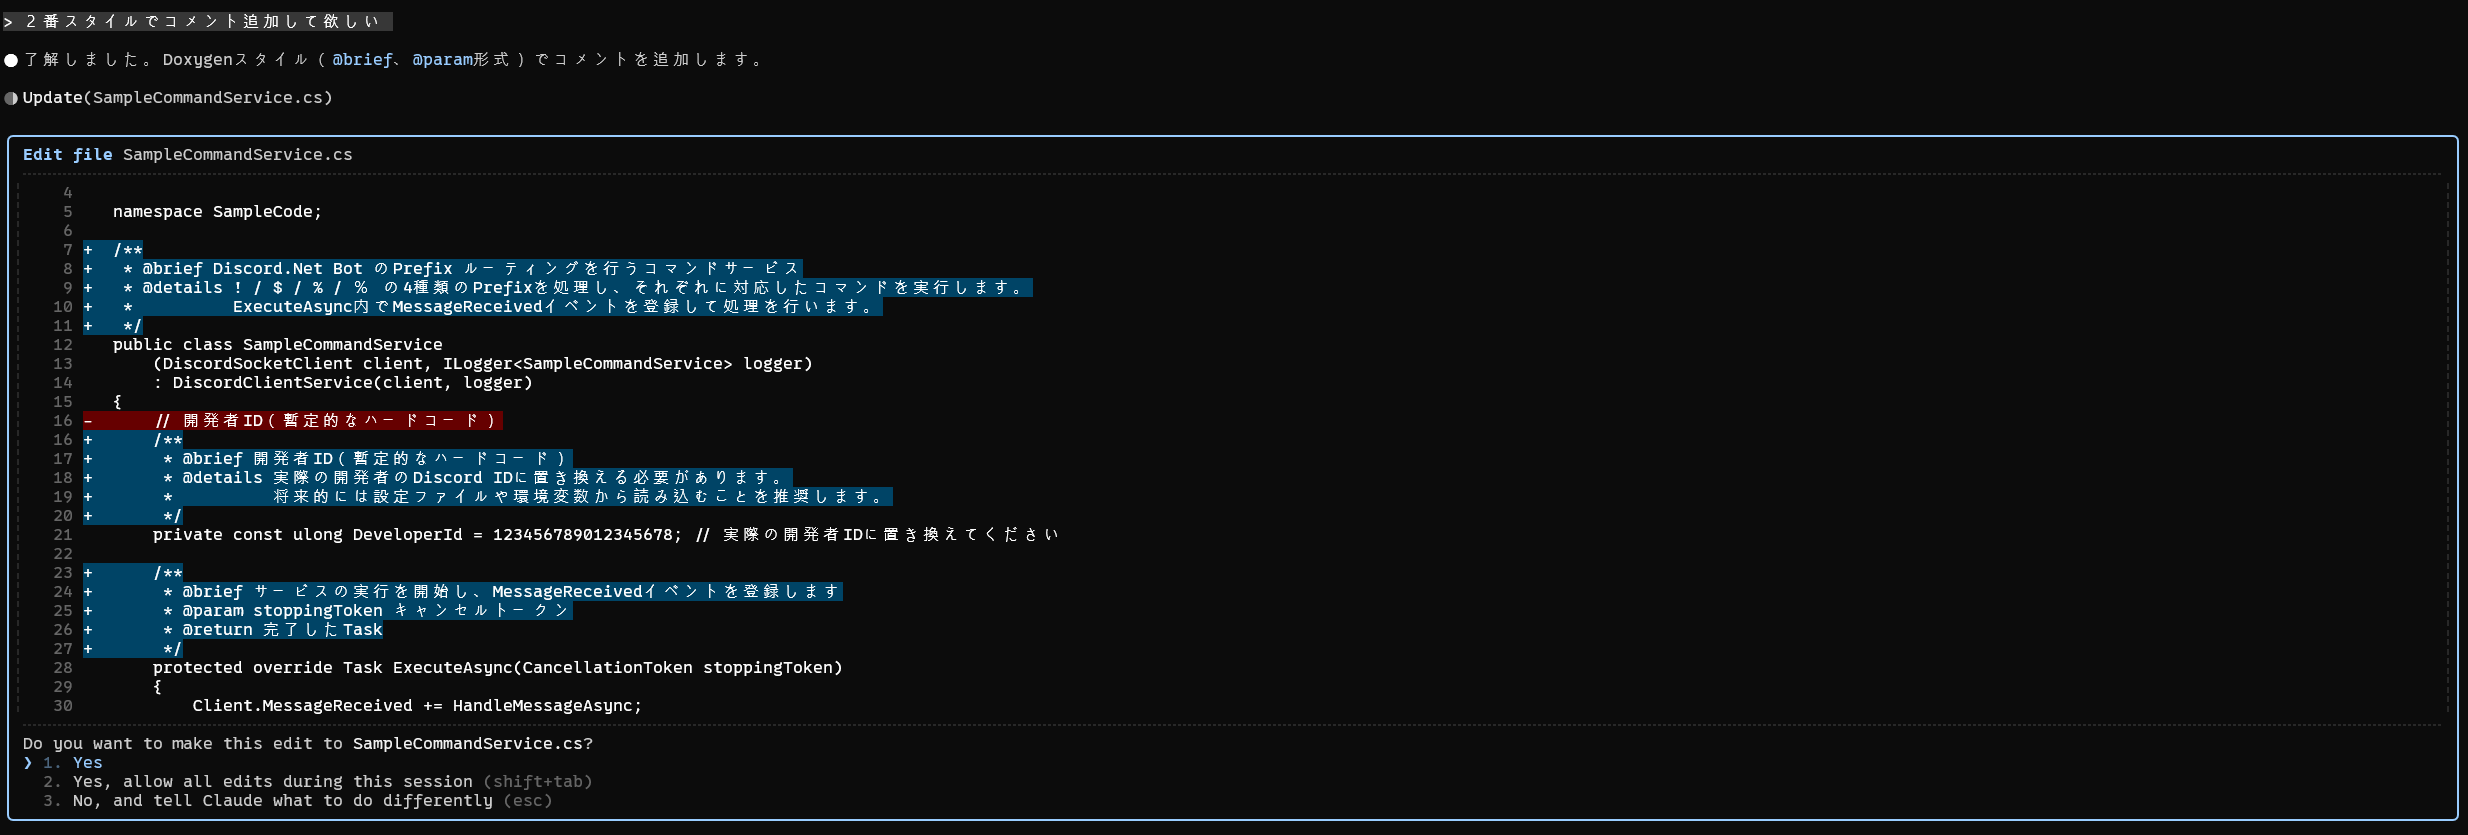 > ２番スタイルでコメント追加して欲しい
● 了解しました。Doxygenスタイル（@brief、@param形式）でコメントを追加します。
◐ Update(SampleCommandService.cs)
Edit file SampleCommandService.cs
4
5 namespace SampleCode;
6
7 + /**
8 + * @brief Discord.Net Bot のPrefix ルーティングを行うコマンドサービス
9 + * @details ! / $ / % / ％ の4種類のPrefixを処理し、それぞれに対応したコマンドを実行します。
10 + * ExecuteAsync内でMessageReceivedイベントを登録して処理を行います。
11 + */
12 public class SampleCommandService
13 (DiscordSocketClient client, ILogger<SampleCommandService> logger)
14 : DiscordClientService(client, logger)
15 {
16 - // 開発者ID（暫定的なハードコード）
16 + /**
17 + * @brief 開発者ID（暫定的なハードコード）
18 + * @details 実際の開発者のDiscord IDに置き換える必要があります。
19 + * 将来的には設定ファイルや環境変数から読み込むことを推奨します。
20 + */
21 private const ulong DeveloperId = 123456789012345678; // 実際の開発者IDに置き換えてください
22
23 + /**
24 + * @brief サービスの実行を開始し、MessageReceivedイベントを登録します
25 + * @param stoppingToken キャンセルトークン
26 + * @return 完了したTask
27 + */
28 protected override Task ExecuteAsync(CancellationToken stoppingToken)
29 {
30 Client.MessageReceived += HandleMessageAsync;
Do you want to make this edit to SampleCommandService.cs?
❯ 1. Yes
2. Yes, allow all edits during this session (shift+tab)
3. No, and tell Claude what to do differently (esc)